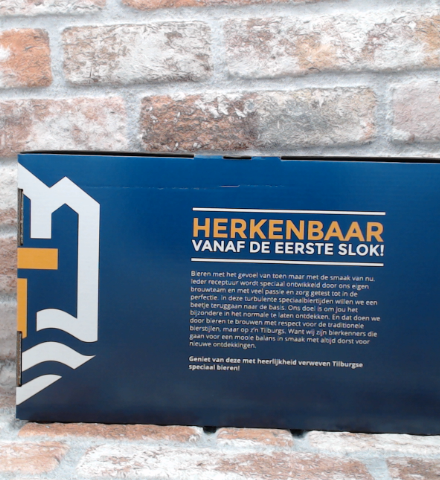 HERKENBAAR
VANAF DE EERSTE SLOK!
Bieren met het gevoel van toen maar met de smaak van nu.
Ieder receptuur wordt speciaal ontwikkeld door ons eigen
brouwteam en met veel passie en zorg getest tot in de
perfectie. In deze turbulente speciaalbiertijden willen we een
beetje teruggaan naar de basis. Ons doel is om jou het
bijzondere in het normale te laten ontdekken. En dat doen we
door bieren te brouwen met respect voor de traditionele
bierstijlen, maar op z'n Tilburgs. Want wij zijn bierkenners die
gaan voor een mooie balans in smaak met altijd dorst voor
nieuwe ontdekkingen.
Geniet van deze met heerlijkheid verweven Tilburgse
speciaal bieren!